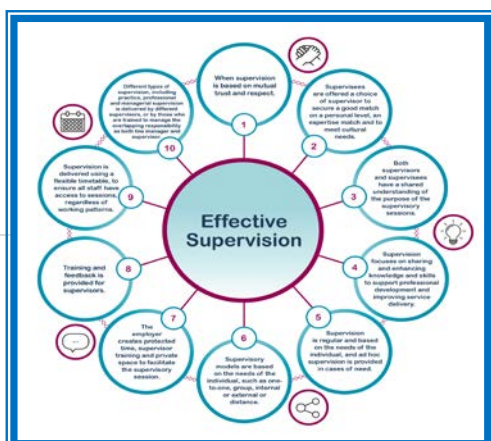 When supervision
is based on mutual
trust and respect.
1
Supervisees
are offered a choice
of supervisor to
secure a good match
on a personal level, an
expertise match and to
meet cultural needs.
2
Both
supervisors
and supervisees
have a shared
understanding of
the purpose of the
supervisory
sessions.
3
Supervision
focuses on sharing
and enhancing
knowledge and skills
to support professional
development and
improving service
delivery.
4
Supervision
is regular and based
on the needs of the
individual, and ad hoc
supervision is provided
in cases of need.
5
Supervisory
models are based on
the needs of the
individual, such as one-
to-one, group, internal
or external or
distance.
6
The
employer
creates protected
time, supervisor
training and private
space to facilitate
the supervisory
session.
7
Training and
feedback is
provided for
supervisors.
8
Supervision is
delivered using a
flexible timetable, to
ensure all staff have
access to sessions,
regardless of
working patterns.
9
Different types of
supervision, including
practice, professional
and managerial supervision
is delivered by different
supervisors, or by those who
are trained to manage the
overlapping responsibility
as both line manager and
supervisor.
10
Effective
Supervision